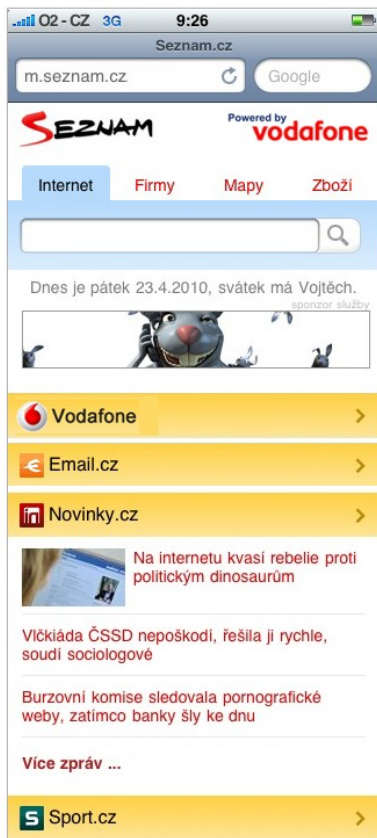 O2 - CZ 3G 9:26
Seznam.cz
m.seznam.cz Google
SEZNAM Powered by
vodafone
Internet Firmy Mapy Zboží
Dnes je pátek 23.4.2010, svátek má Vojtěch.
sponzor služby
Vodafone
Email.cz
Novinky.cz
Na internetu kvasí rebelie proti
politickým dinosaurům
Vlčkiáda ČSSD nepoškodí, řešila ji rychle,
soudí sociologové
Burzovní komise sledovala pornografické
weby, zatímco banky šly ke dnu
Více zpráv ...
Sport.cz